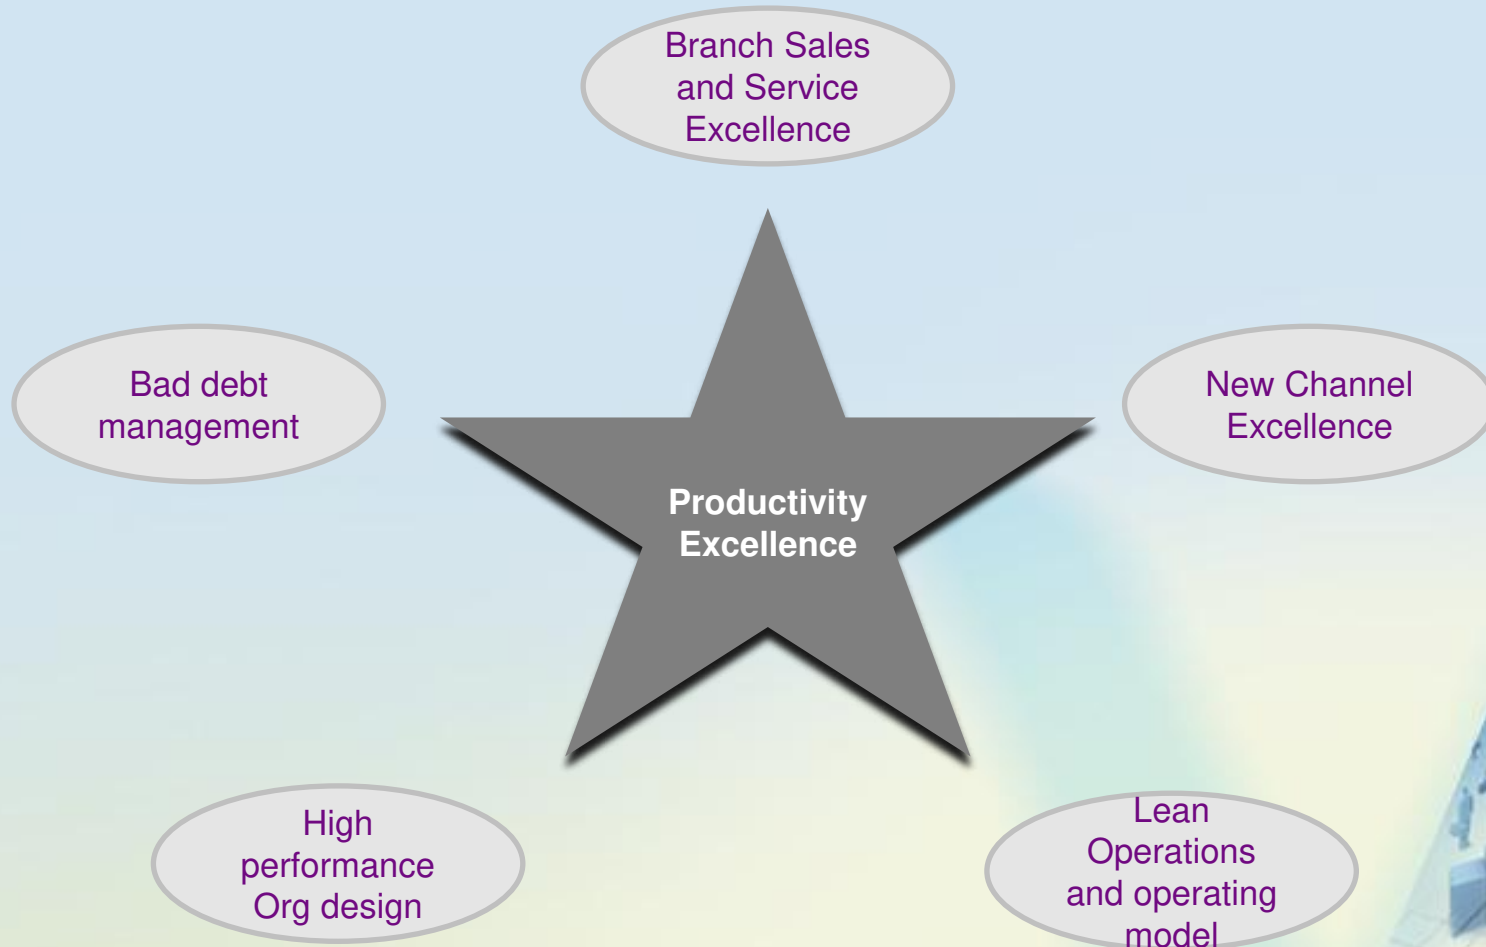 Branch Sales
and Service
Excellence
Bad debt
management
New Channel
Excellence
Productivity
Excellence
High
performance
Org design
Lean
Operations
and operating
model